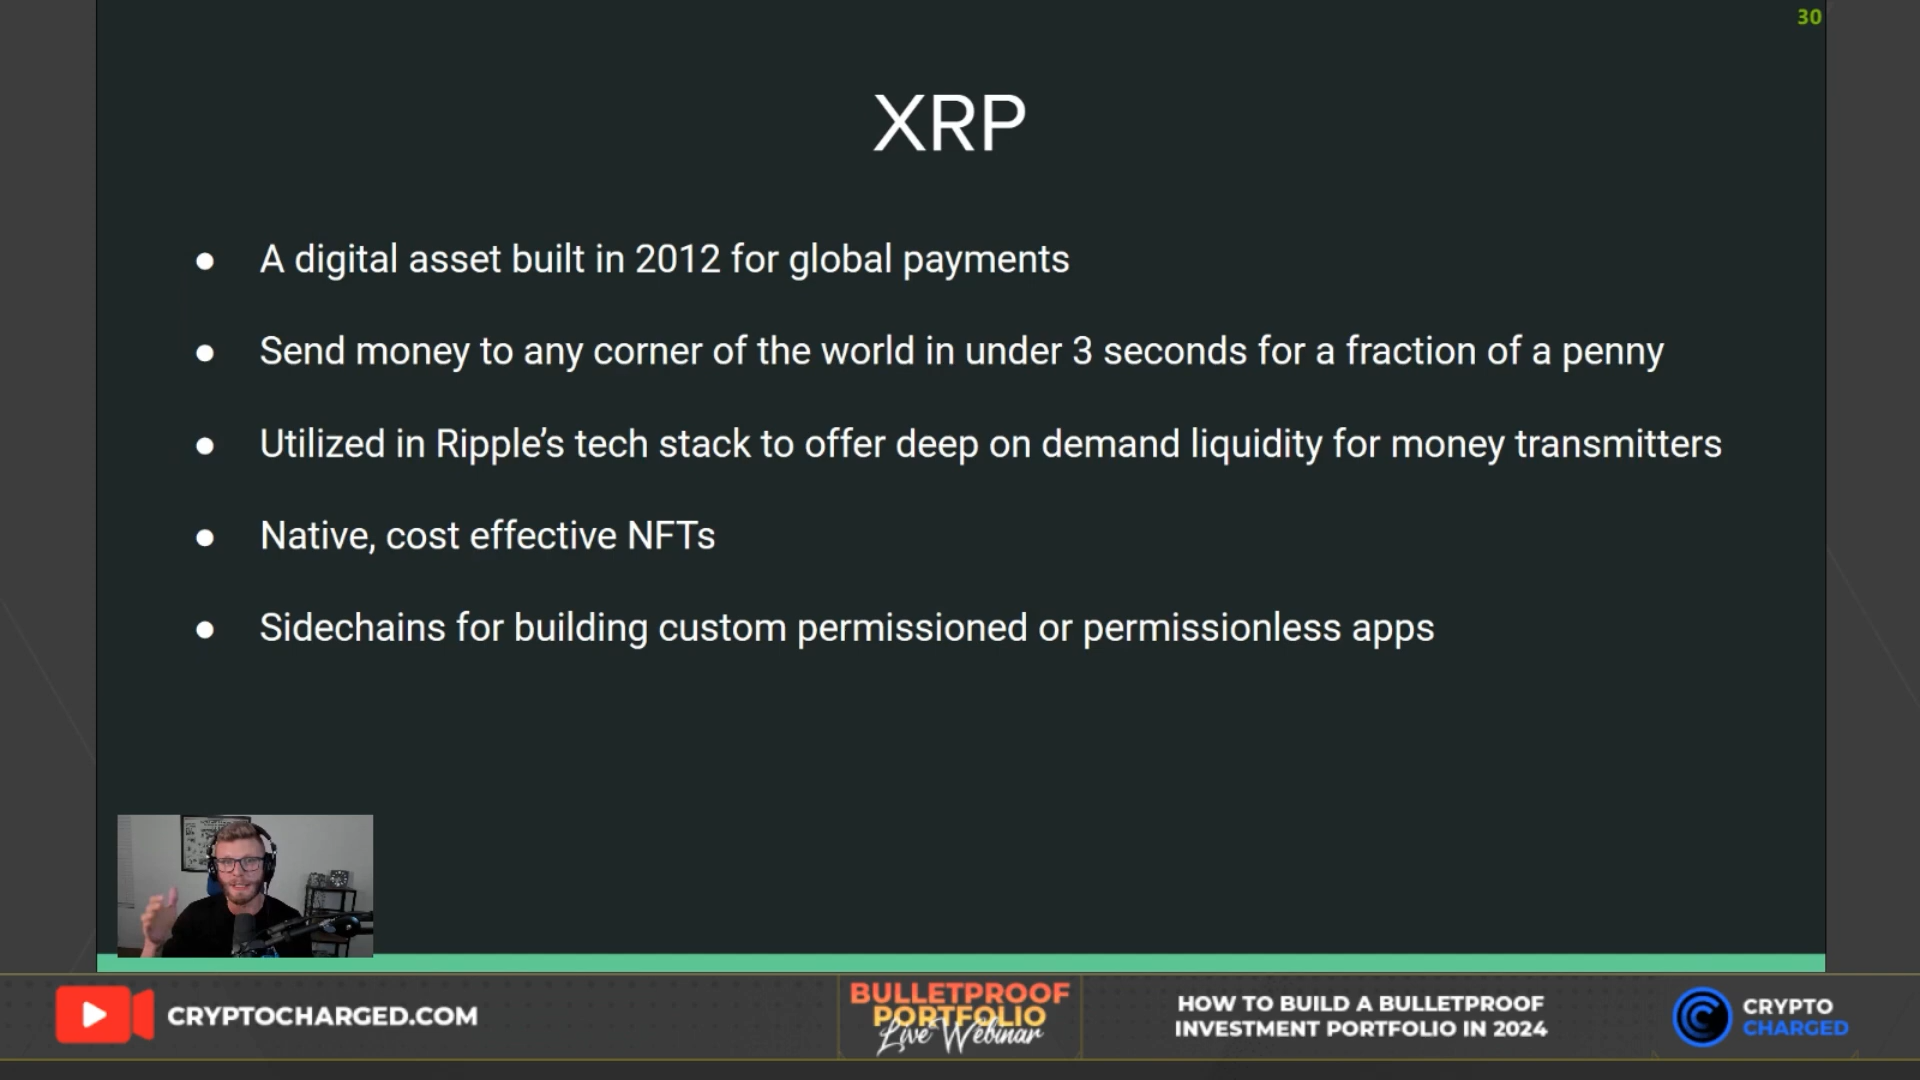 30
XRP
● A digital asset built in 2012 for global payments
● Send money to any corner of the world in under 3 seconds for a fraction of a penny
● Utilized in Ripple’s tech stack to offer deep on demand liquidity for money transmitters
● Native, cost effective NFTs
● Sidechains for building custom permissioned or permissionless apps
CRYPTOCHARGED.COM
BULLETPROOF
PORTFOLIO
Live Webinar
HOW TO BUILD A BULLETPROOF
INVESTMENT PORTFOLIO IN 2024
CRYPTO
CHARGED